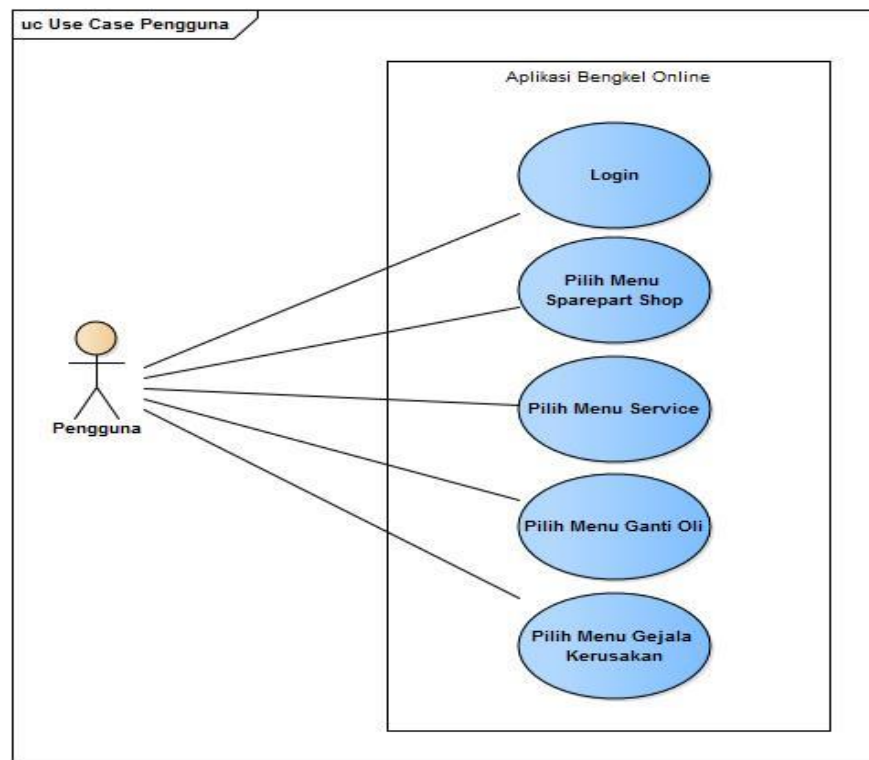 uc Use Case Pengguna
Aplikasi Bengkel Online
Login
Pilih Menu
Sparepart Shop
Pilih Menu Service
Pengguna
Pilih Menu Ganti Oli
Pilih Menu Gejala
Kerusakan